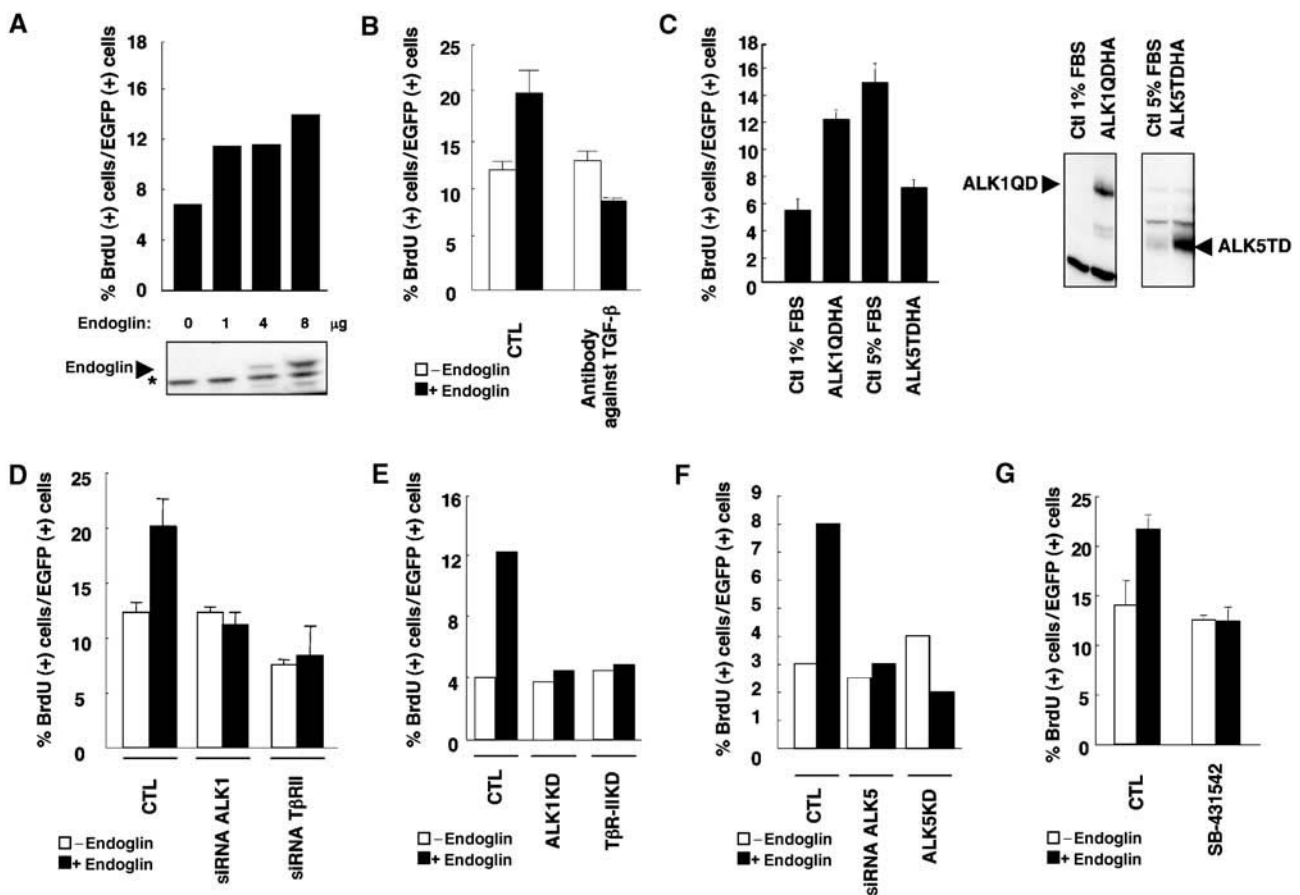 A
% BrdU (+) cells/EGFP (+) cells
18
16
12
8
4
0
Endoglin: 0 1 4 8 μg
Endoglin
*
B
% BrdU (+) cells/EGFP (+) cells
25
20
15
10
0
CTL
Antibody
against TGF-β
– Endoglin
+ Endoglin
C
% BrdU (+) cells/EGFP (+) cells
18
16
14
12
10
8
6
4
2
0
Ctl 1% FBS
ALK1QDHA
Ctl 5% FBS
ALK5TDHA
Ctl 1% FBS
ALK1QDHA
Ctl 5% FBS
ALK5TDHA
ALK1QD
ALK5TD
D
% BrdU (+) cells/EGFP (+) cells
25
20
15
10
5
0
CTL
siRNA ALK1
siRNA TβRII
– Endoglin
+ Endoglin
E
% BrdU (+) cells/EGFP (+) cells
16
12
8
4
0
CTL
ALK1KD
TβR-IIKD
– Endoglin
+ Endoglin
F
% BrdU (+) cells/EGFP (+) cells
9
8
7
6
5
4
3
2
1
0
CTL
siRNA ALK5
ALK5KD
– Endoglin
+ Endoglin
G
% BrdU (+) cells/EGFP (+) cells
25
20
15
10
5
0
CTL
SB-431542
– Endoglin
+ Endoglin